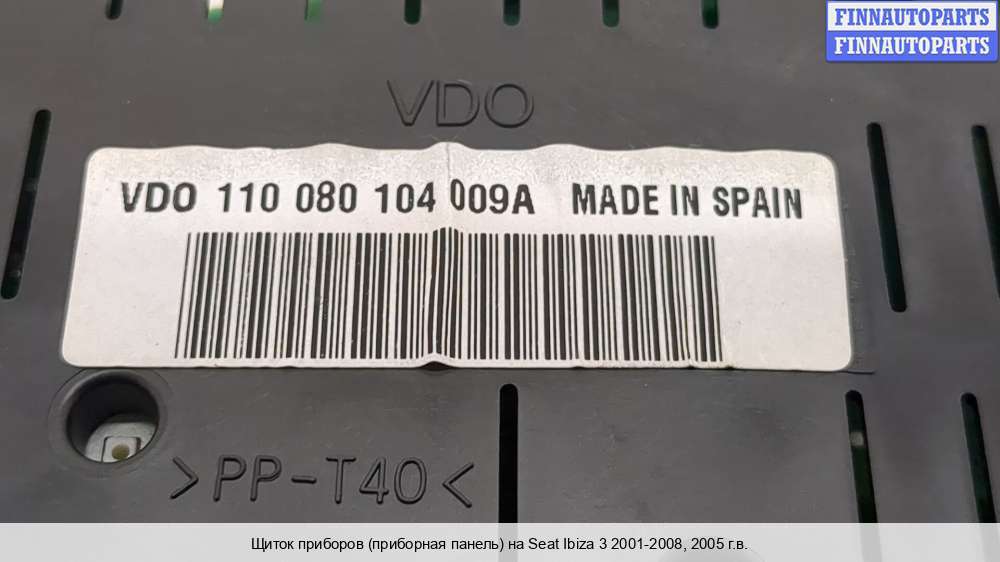 FINNAUTOPARTS
FINNAUTOPARTS
VDO
VDO 110 080 104 009A MADE IN SPAIN
>PP-T40<
Щиток приборов (приборная панель) на Seat Ibiza 3 2001-2008, 2005 г.в.